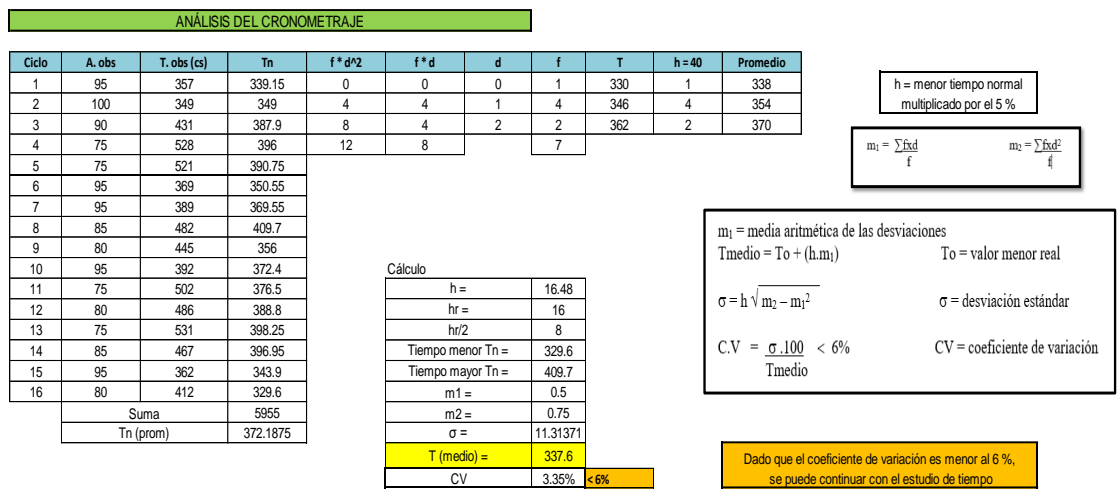 ANÁLISIS DEL CRONOMETRAJE
Ciclo A. obs T. obs (cs) Tn f * d^2 f * d d f T h = 40 Promedio
1 95 357 339.15 0 0 0 1 330 1 338
2 100 349 349 4 4 1 4 346 4 354
3 90 431 387.9 8 4 2 2 362 2 370
4 75 528 396 12 8 7
5 75 521 390.75
6 95 369 350.55
7 95 389 369.55
8 85 482 409.7
9 80 445 356
10 95 392 372.4
11 75 502 376.5
12 80 486 388.8
13 75 531 398.25
14 85 467 396.95
15 95 362 343.9
16 80 412 329.6
Suma 5955
Tn (prom) 372.1875
Cálculo
h = 16.48
hr = 16
hr/2 8
Tiempo menor Tn = 329.6
Tiempo mayor Tn = 409.7
m1 = 0.5
m2 = 0.75
σ = 11.31371
T (medio) = 337.6
CV 3.35% < 6%
h = menor tiempo normal
multiplicado por el 5 %
m₁ = ∑fxd m₂ = ∑fxd²
f f
m₁ = media aritmética de las desviaciones
Tmedio = To + (h.m₁) To = valor menor real
σ = h √ m₂ – m₁² σ = desviación estándar
C.V = σ .100 < 6% CV = coeficiente de variación
Tmedio
Dado que el coeficiente de variación es menor al 6 %,
se puede continuar con el estudio de tiempo